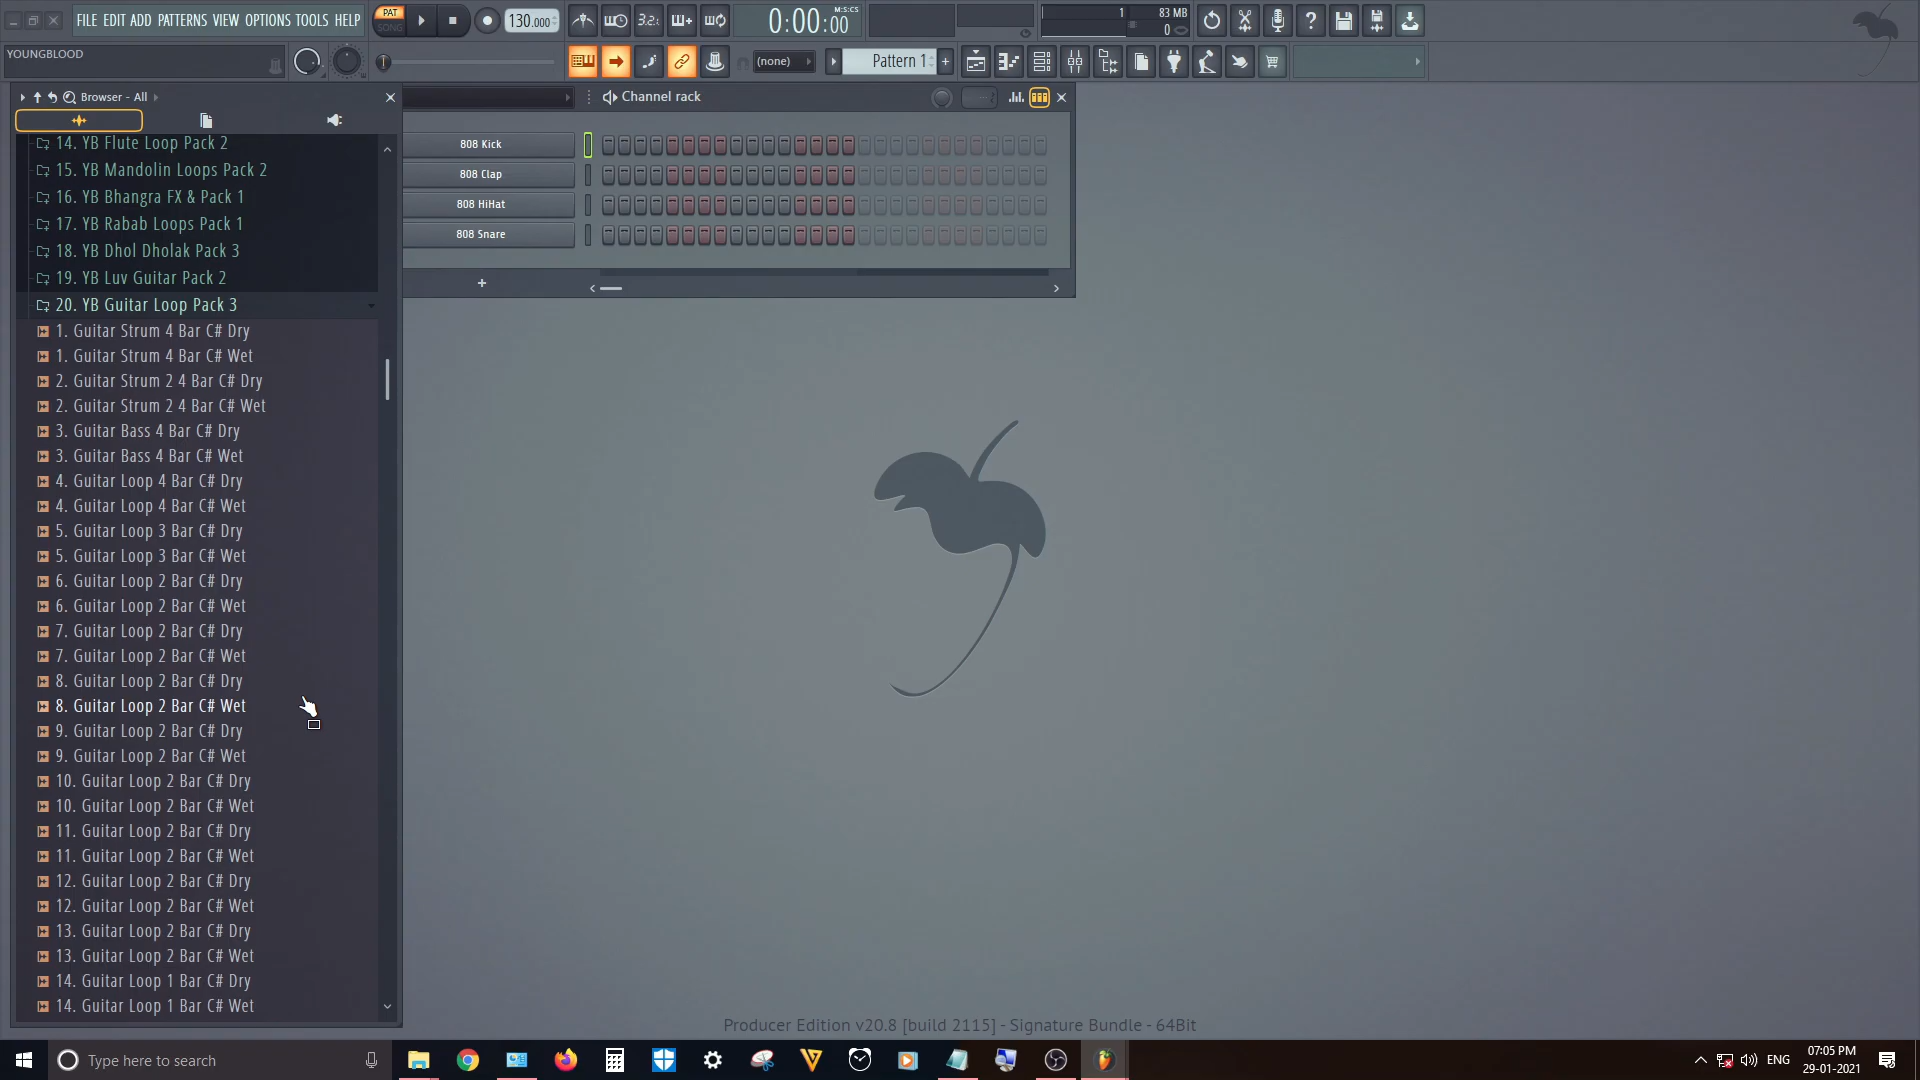 FILE EDIT ADD PATTERNS VIEW OPTIONS TOOLS HELP
PAT
SONG
130.000
3.2.
0:00:00
M:S:CS
1
83 MB
0
YOUNGBLOOD
(none)
Pattern 1
Browser - All
Channel rack
14. YB Flute Loop Pack 2
15. YB Mandolin Loops Pack 2
16. YB Bhangra FX & Pack 1
17. YB Rabab Loops Pack 1
18. YB Dhol Dholak Pack 3
19. YB Luv Guitar Pack 2
20. YB Guitar Loop Pack 3
1. Guitar Strum 4 Bar C# Dry
1. Guitar Strum 4 Bar C# Wet
2. Guitar Strum 2 4 Bar C# Dry
2. Guitar Strum 2 4 Bar C# Wet
3. Guitar Bass 4 Bar C# Dry
3. Guitar Bass 4 Bar C# Wet
4. Guitar Loop 4 Bar C# Dry
4. Guitar Loop 4 Bar C# Wet
5. Guitar Loop 3 Bar C# Dry
5. Guitar Loop 3 Bar C# Wet
6. Guitar Loop 2 Bar C# Dry
6. Guitar Loop 2 Bar C# Wet
7. Guitar Loop 2 Bar C# Dry
7. Guitar Loop 2 Bar C# Wet
8. Guitar Loop 2 Bar C# Dry
8. Guitar Loop 2 Bar C# Wet
9. Guitar Loop 2 Bar C# Dry
9. Guitar Loop 2 Bar C# Wet
10. Guitar Loop 2 Bar C# Dry
10. Guitar Loop 2 Bar C# Wet
11. Guitar Loop 2 Bar C# Dry
11. Guitar Loop 2 Bar C# Wet
12. Guitar Loop 2 Bar C# Dry
12. Guitar Loop 2 Bar C# Wet
13. Guitar Loop 2 Bar C# Dry
13. Guitar Loop 2 Bar C# Wet
14. Guitar Loop 1 Bar C# Dry
14. Guitar Loop 1 Bar C# Wet
808 Kick
808 Clap
808 HiHat
808 Snare
Producer Edition v20.8 [build 2115] - Signature Bundle - 64Bit
Type here to search
ENG
07:05 PM
29-01-2021